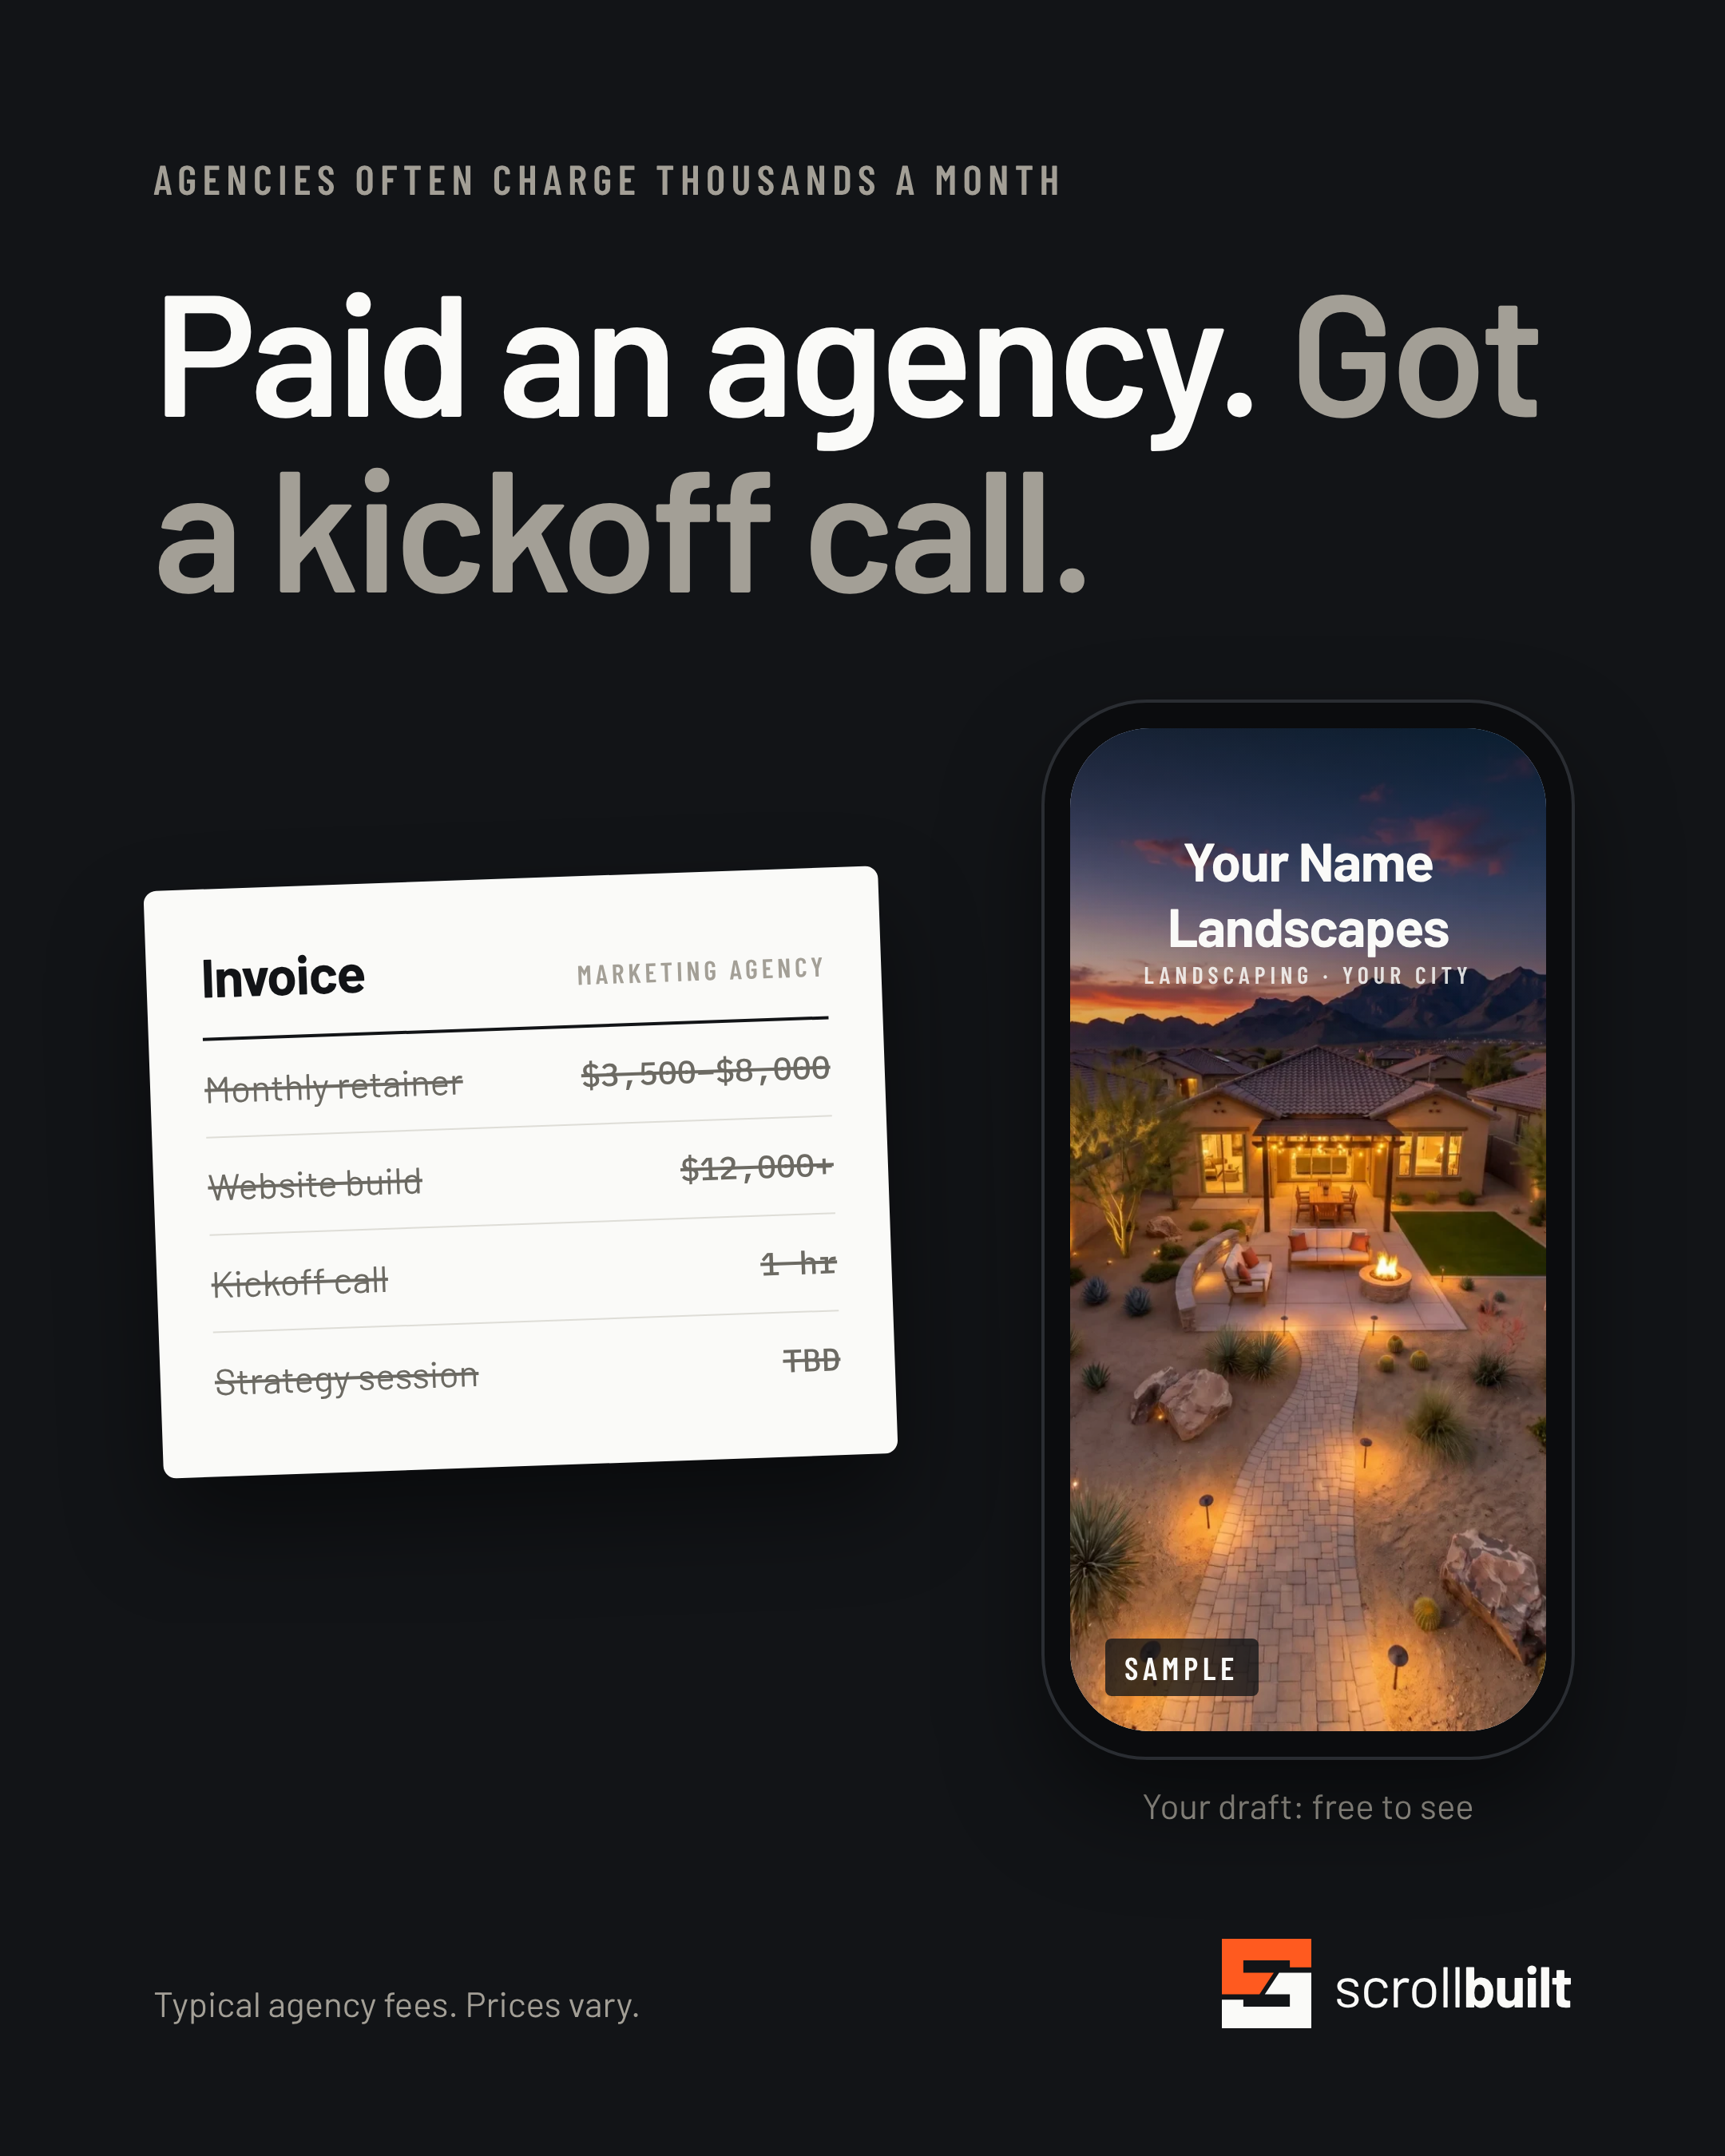 AGENCIES OFTEN CHARGE THOUSANDS A MONTH
Paid an agency. Got
a kickoff call.
Invoice
MARKETING AGENCY
Monthly retainer
$3,500–$8,000
Website build
$12,000+
Kickoff call
1 hr
Strategy session
TBD
Your Name
Landscapes
LANDSCAPING · YOUR CITY
SAMPLE
Your draft: free to see
Typical agency fees. Prices vary.
scrollbuilt